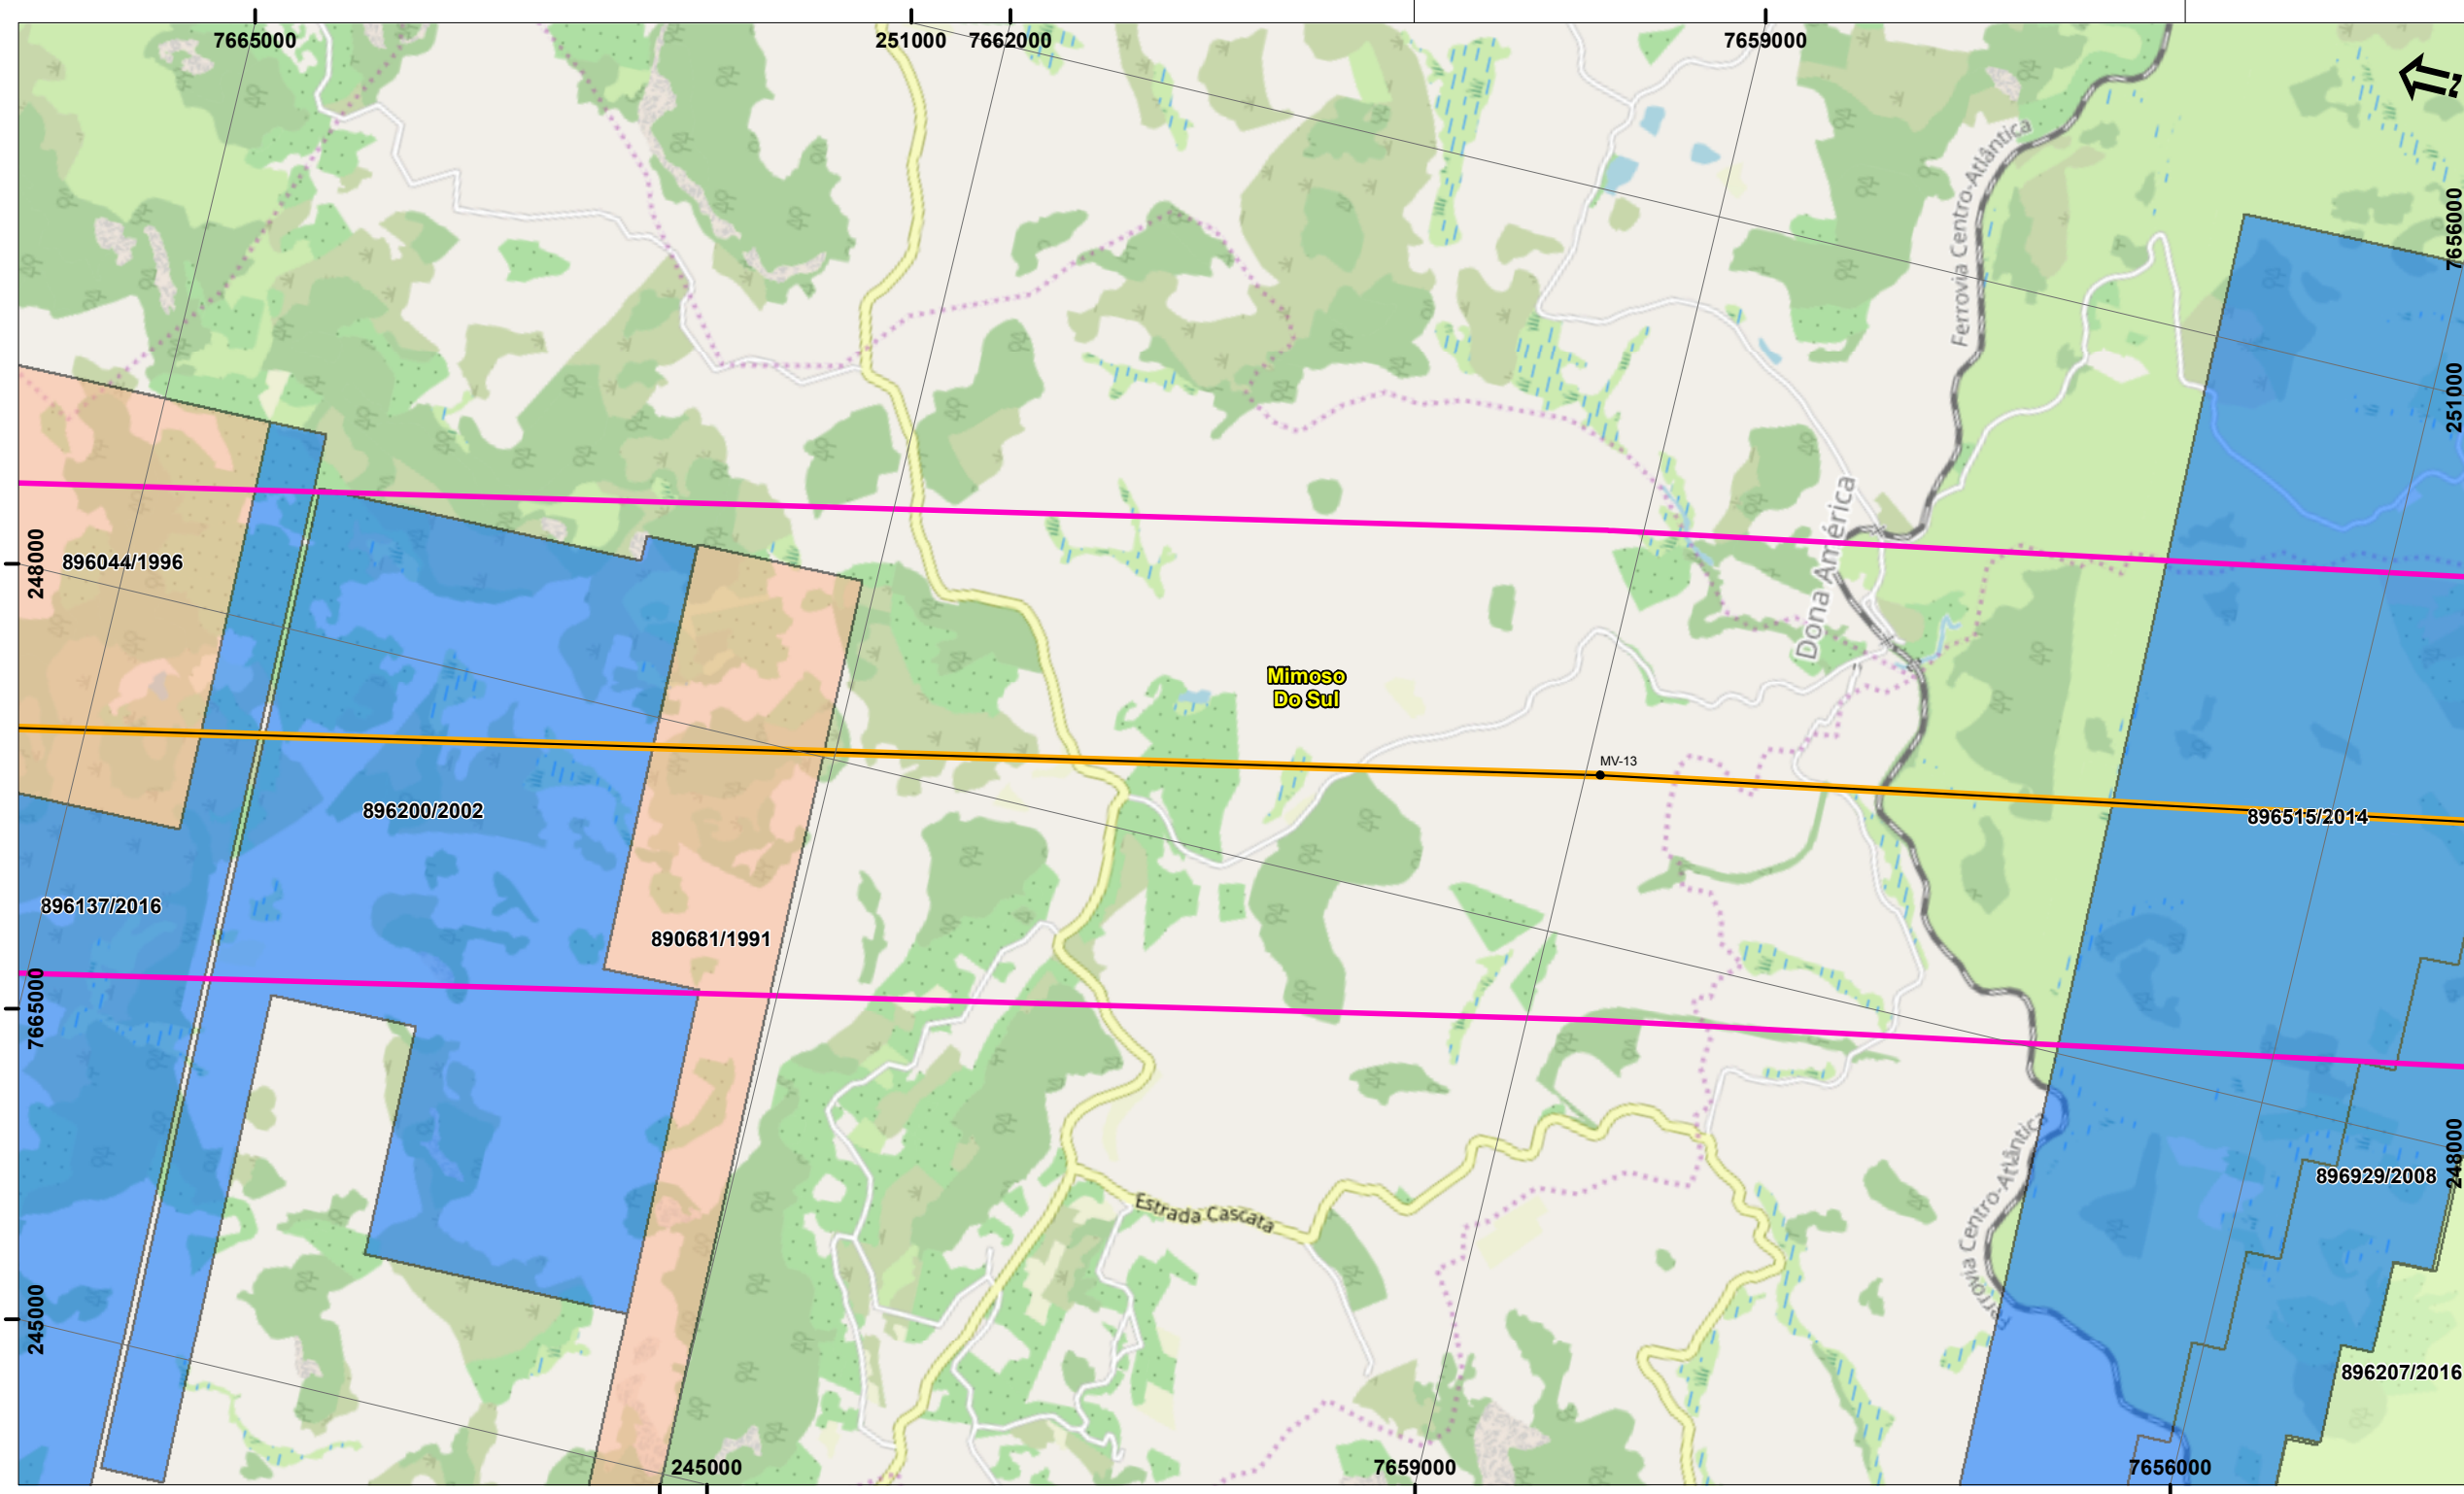 7665000
251000
7662000
7659000
Ferrovia Centro-Atlântica
7656000
251000
Dona América
248000
896044/1996
Mimoso
Do Sul
MV-13
896200/2002
896515/2014
896137/2016
890681/1991
7665000
Ferrovia Centro-Atlântica
248000
896929/2008
Estrada Cascata
245000
896207/2016
245000
7659000
7656000